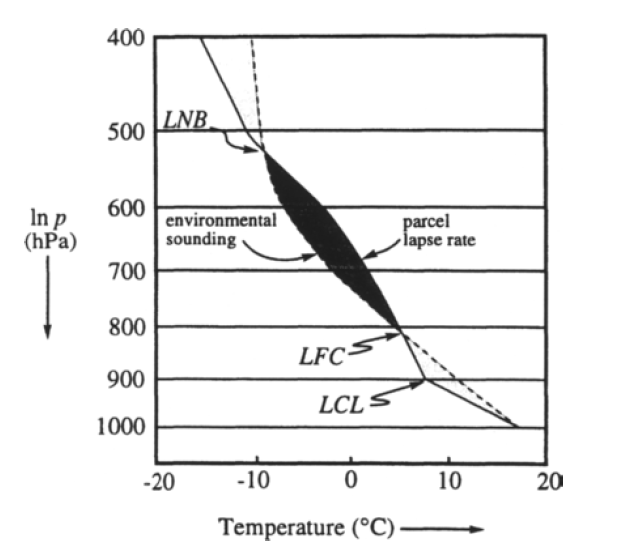 400
500
LNB
600
environmental
sounding
parcel
lapse rate
ln p
(hPa)
700
800
LFC
900
LCL
1000
-20
-10
0
10
20
Temperature (°C)